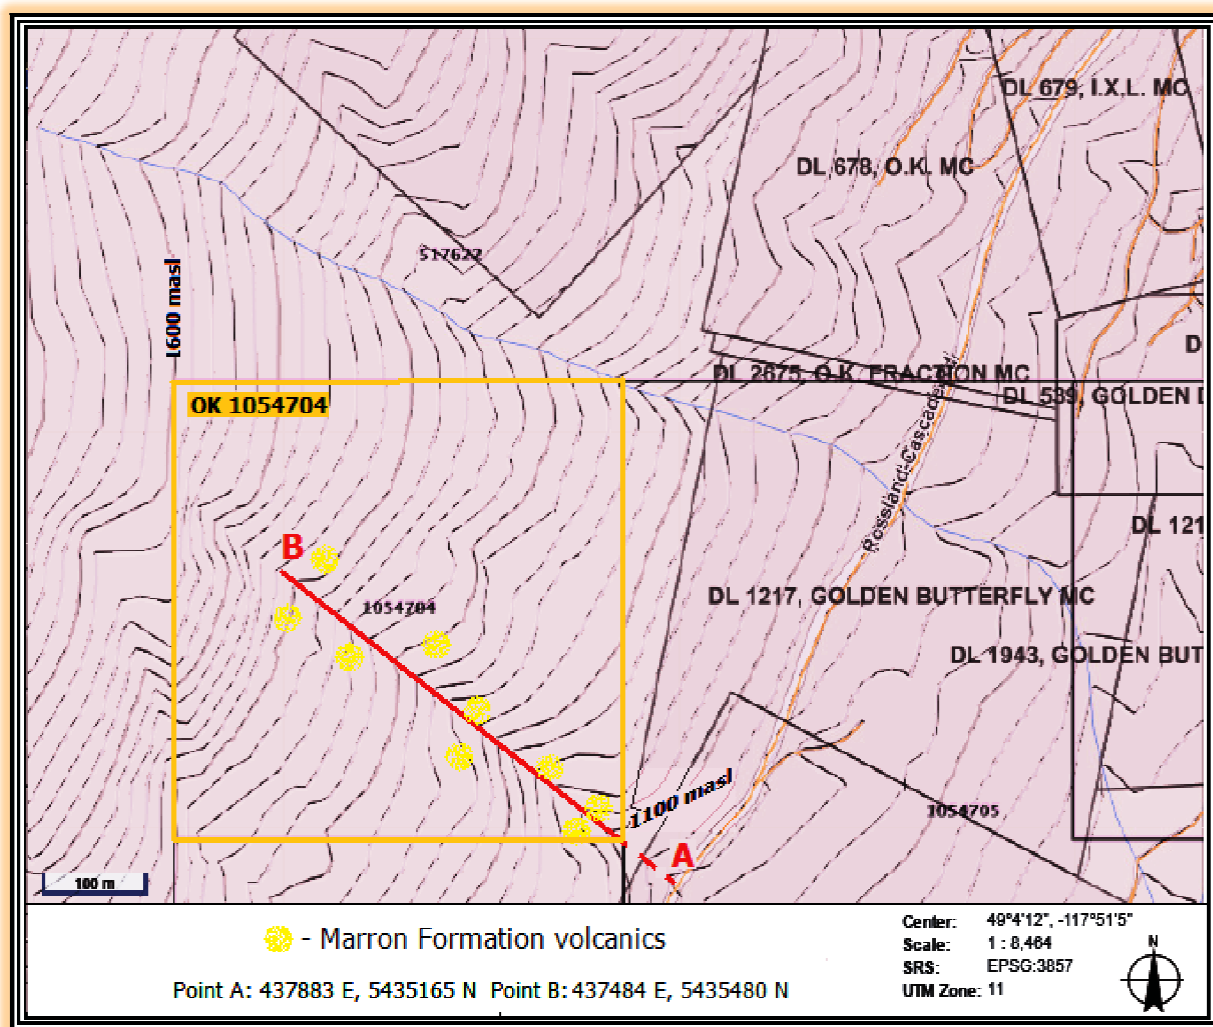 DL 679, I.X.L. MC
DL 678, O.K. MC
517622
1600 masl
D
DL 2675, O.K. FRACTION MC
OK 1054704
DL 539, GOLDEN
Rossland-Cascade
DL 121
B
1054704
DL 1217, GOLDEN BUTTERFLY MC
DL 1943, GOLDEN BUT
1100 masl
1054705
A
100 m
- Marron Formation volcanics
Point A: 437883 E, 5435165 N Point B: 437484 E, 5435480 N
Center: 49°4'12", -117°51'5"
Scale: 1 : 8,464
SRS: EPSG:3857
UTM Zone: 11
N